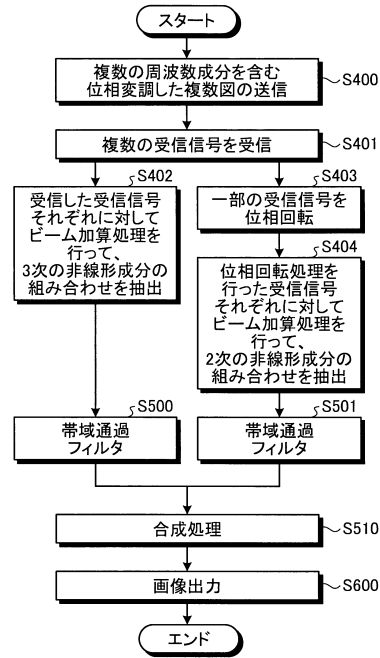 スタート
複数の周波数成分を含む
位相変調した複数図の送信
S400
複数の受信信号を受信
S401
S402
受信した受信信号
それぞれに対して
ビーム加算処理を
行って、
3次の非線形成分の
組み合わせを抽出
S403
一部の受信信号を
位相回転
S404
位相回転処理を
行った受信信号
それぞれに対して
ビーム加算処理を
行って、
2次の非線形成分の
組み合わせを抽出
S500
帯域通過
フィルタ
S501
帯域通過
フィルタ
合成処理
S510
画像出力
S600
エンド